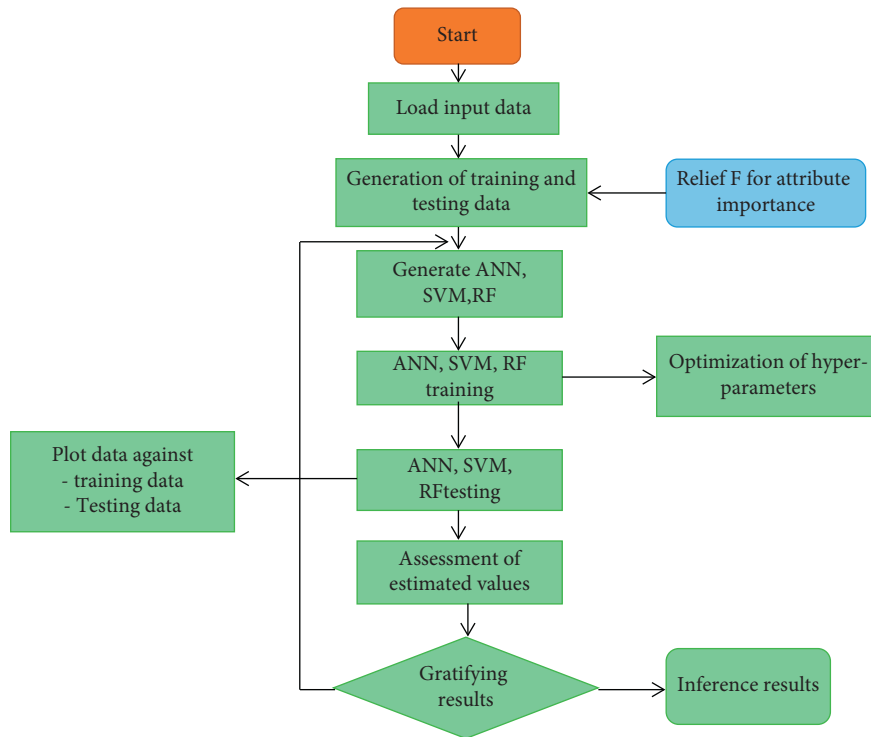 Start
Load input data
Generation of training and
testing data
Relief F for attribute
importance
Generate ANN,
SVM,RF
ANN, SVM, RF
training
Optimization of hyper-
parameters
Plot data against
- training data
- Testing data
ANN, SVM,
RFtesting
Assessment of
estimated values
Gratifying
results
Inference results